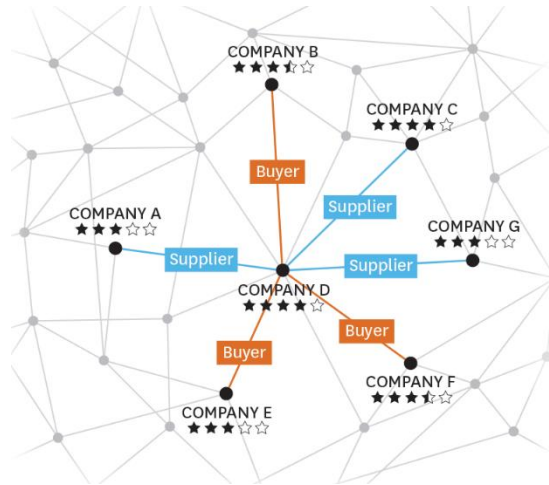 COMPANY B
★★★⯪☆
COMPANY C
★★★★☆
Buyer
Supplier
COMPANY A
★★★☆☆
COMPANY G
★★★☆☆
Supplier
Supplier
COMPANY D
★★★★☆
Buyer
Buyer
COMPANY F
★★★⯪☆
COMPANY E
★★★☆☆